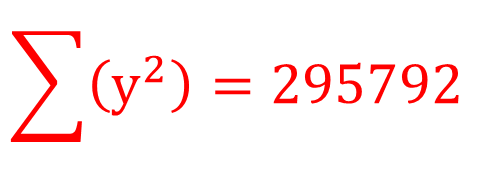 ∑(y²) = 295792